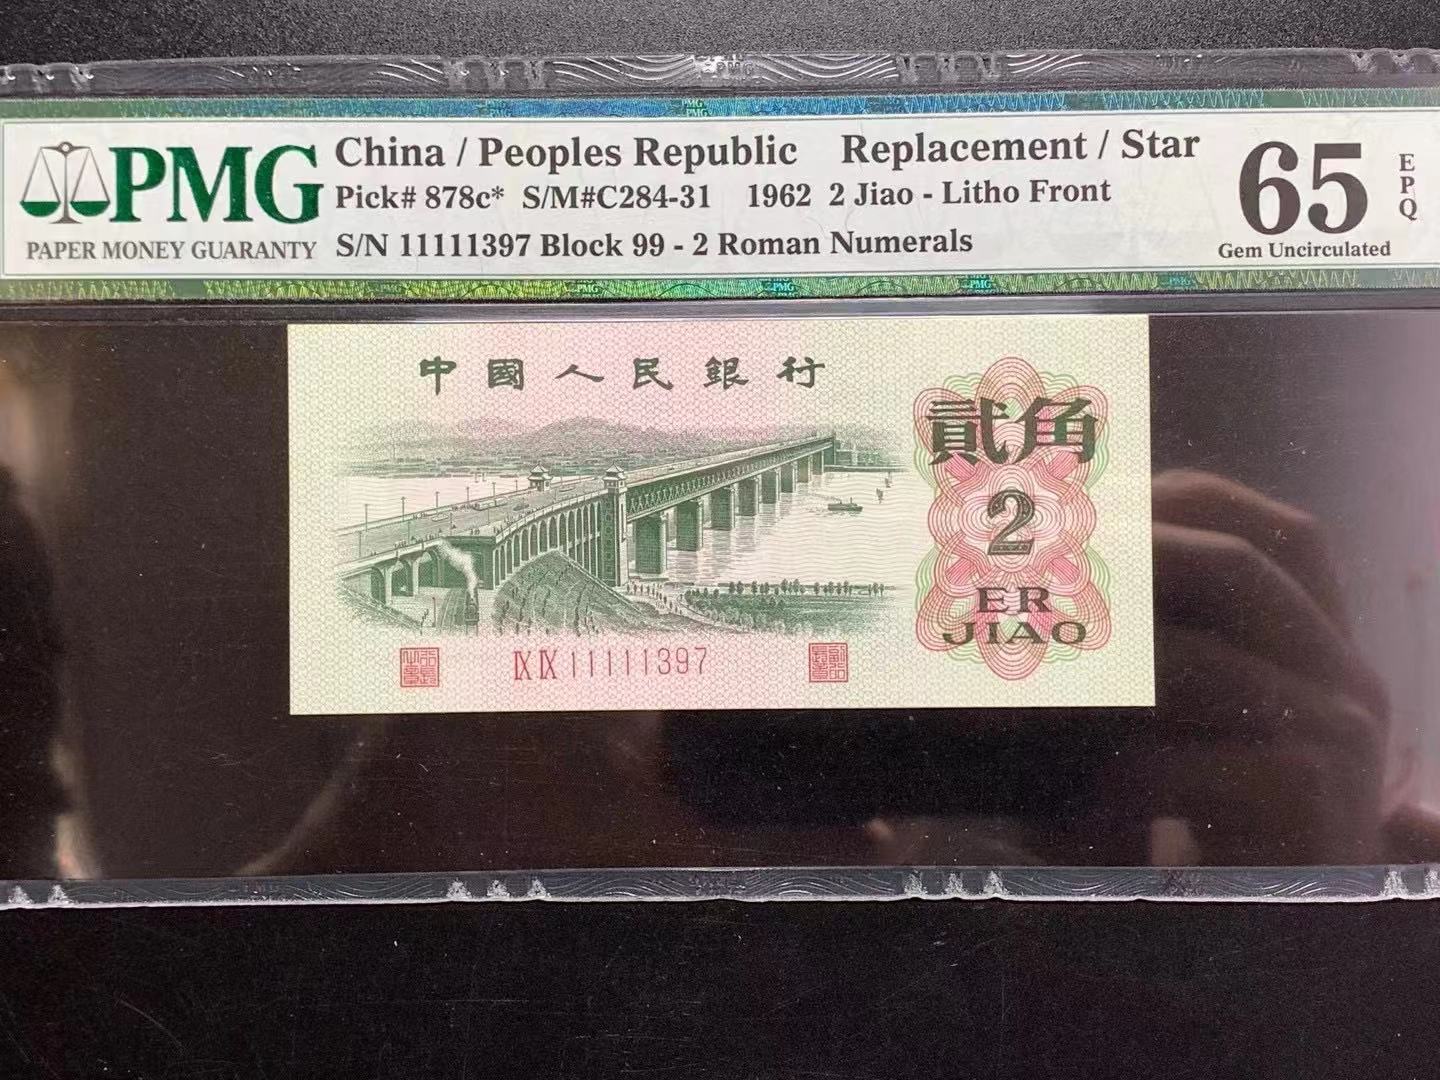 PMG
PAPER MONEY GUARANTY
China / Peoples Republic Replacement / Star
Pick# 878c* S/M#C284-31 1962 2 Jiao - Litho Front
S/N 11111397 Block 99 - 2 Roman Numerals
65
EPQ
Gem Uncirculated
中國人民銀行
貳角
2
ER
JIAO
IX IX 11111397